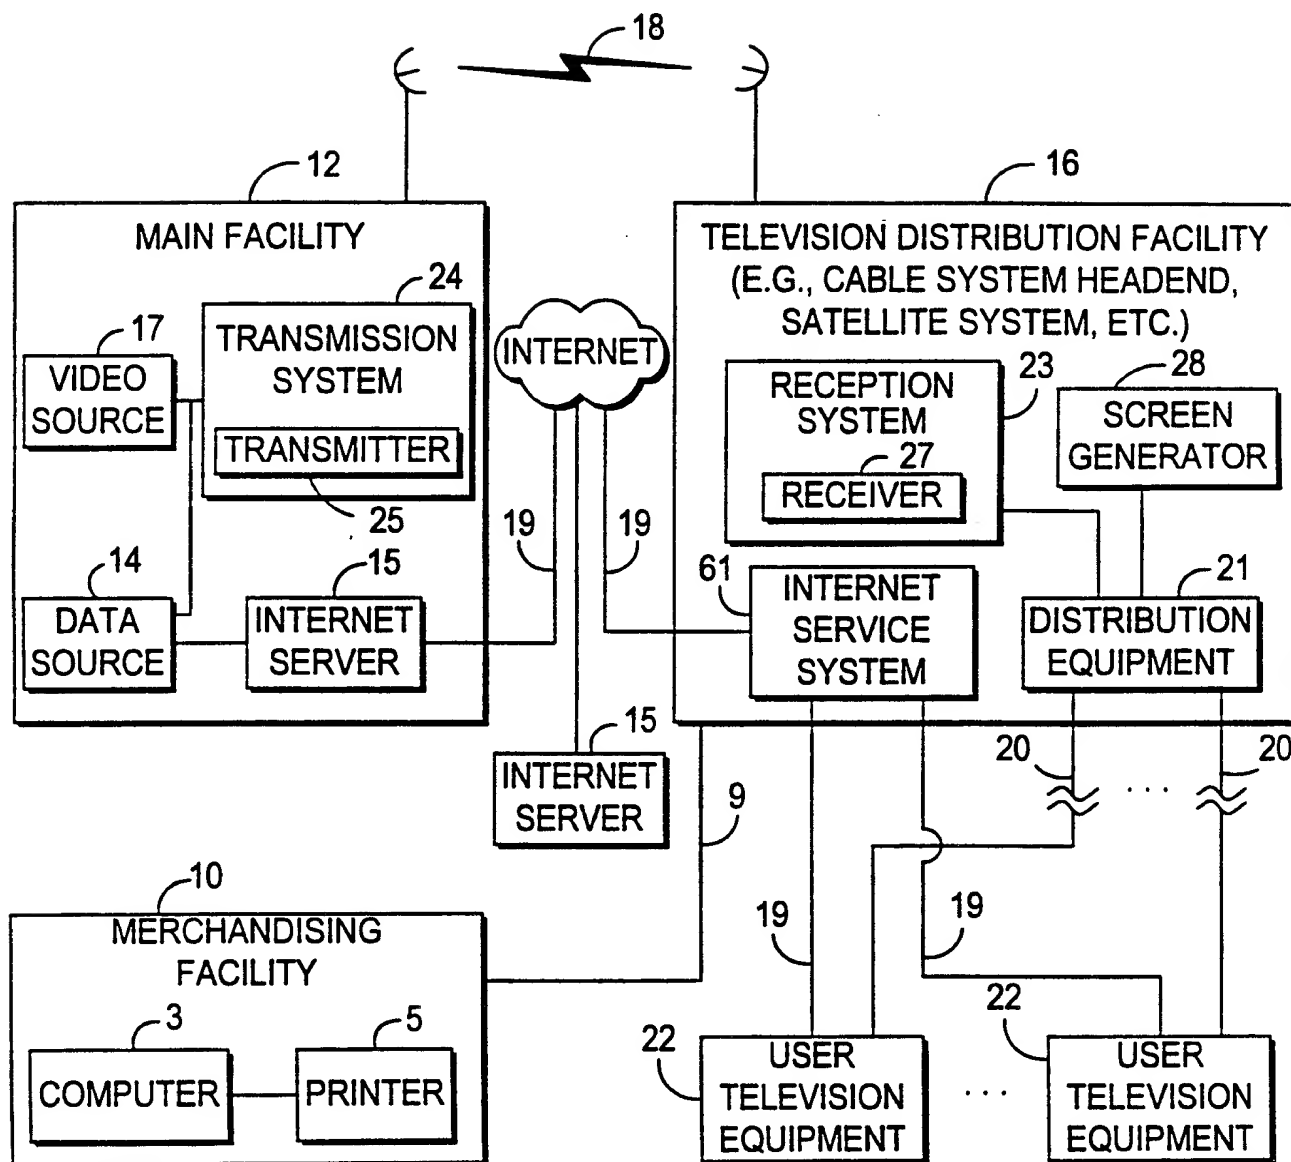 18
12
16
MAIN FACILITY
TELEVISION DISTRIBUTION FACILITY
(E.G., CABLE SYSTEM HEADEND,
SATELLITE SYSTEM, ETC.)
24
17
TRANSMISSION
SYSTEM
VIDEO
SOURCE
TRANSMITTER
25
INTERNET
RECEPTION
SYSTEM
23
27
RECEIVER
28
SCREEN
GENERATOR
19
19
14
15
DATA
SOURCE
INTERNET
SERVER
61
INTERNET
SERVICE
SYSTEM
21
DISTRIBUTION
EQUIPMENT
15
INTERNET
SERVER
9
20
. . .
20
10
MERCHANDISING
FACILITY
3
5
COMPUTER
PRINTER
19
19
22
USER
TELEVISION
EQUIPMENT
. . .
22
USER
TELEVISION
EQUIPMENT